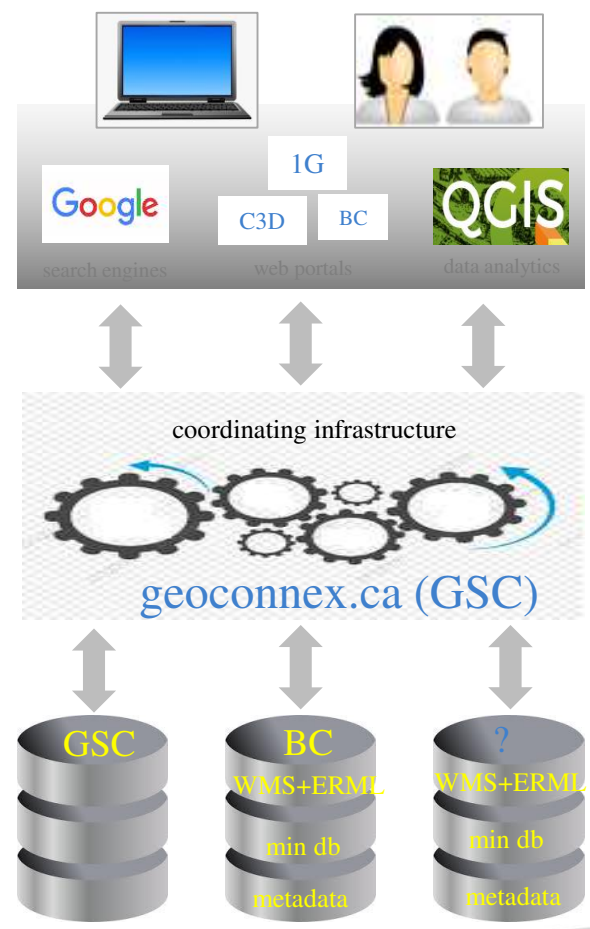 1G
Google
C3D
BC
QGIS
search engines
web portals
data analytics
coordinating infrastructure
geoconnex.ca (GSC)
GSC
BC
?
WMS+ERML
WMS+ERML
min db
min db
metadata
metadata